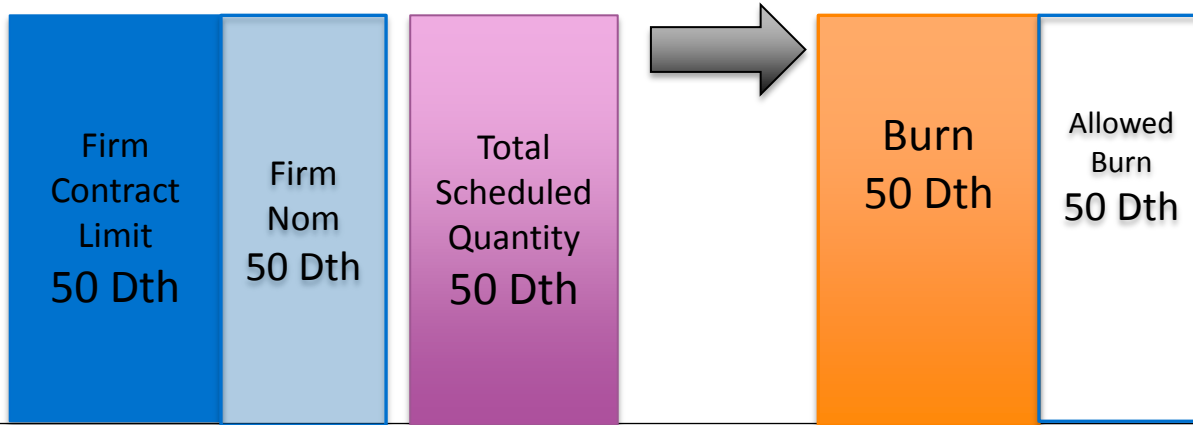 Firm
Contract
Limit
50 Dth
Firm
Nom
50 Dth
Total
Scheduled
Quantity
50 Dth
Burn
50 Dth
Allowed
Burn
50 Dth